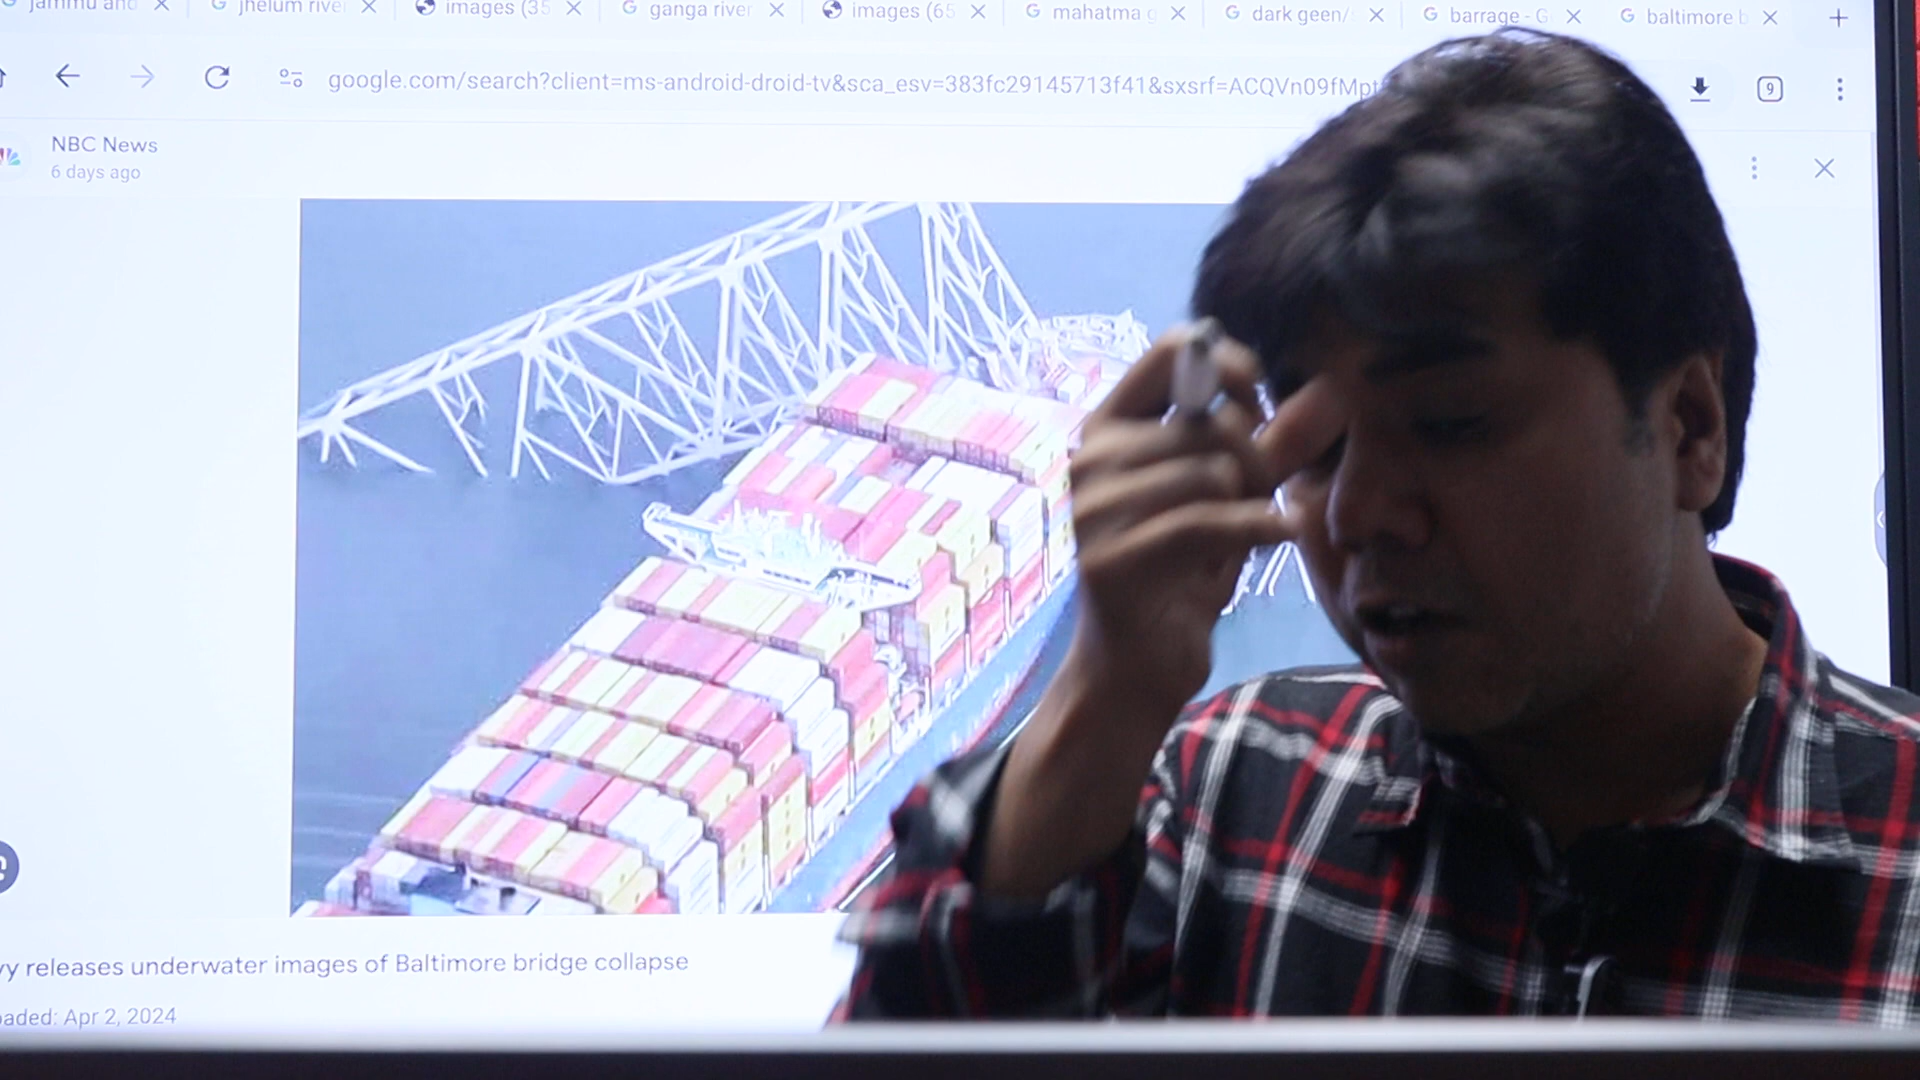 jammu and
jhelum river
images (35
ganga river
images (65
mahatma g
dark geen/
barrage - G
baltimore b
google.com/search?client=ms-android-droid-tv&sca_esv=383fc29145713f41&sxsrf=ACQVn09fMpt
9
NBC News
6 days ago
vy releases underwater images of Baltimore bridge collapse
oaded: Apr 2, 2024